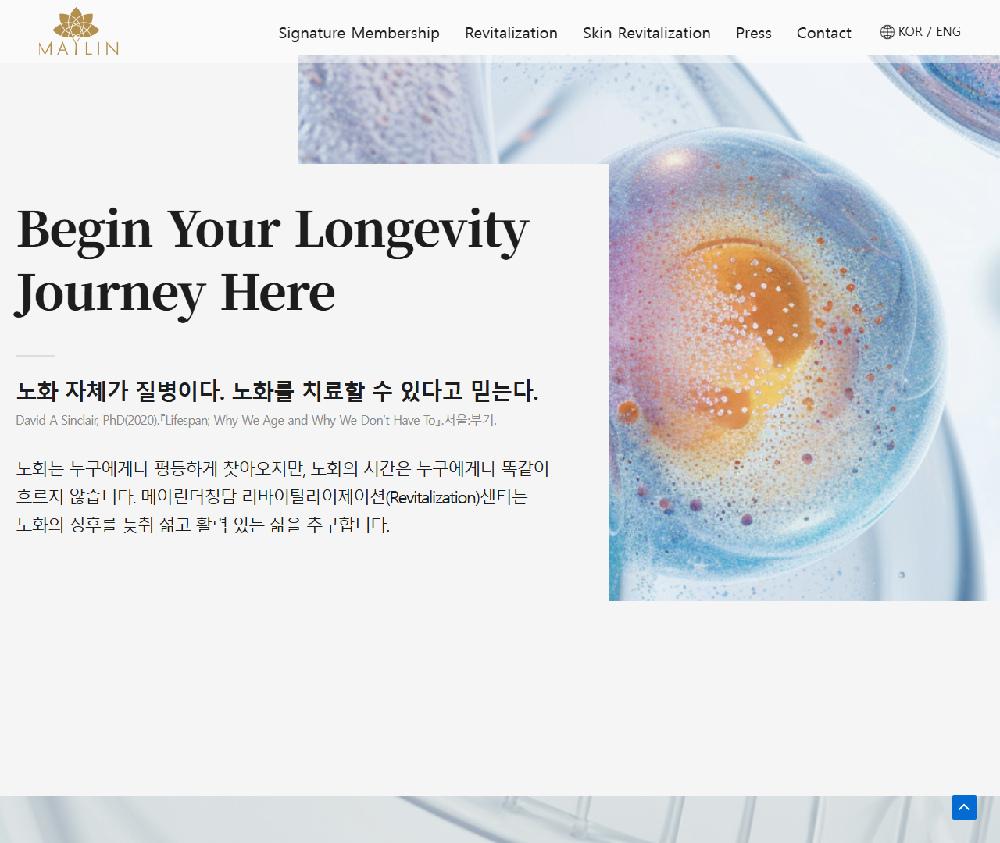 MAYLIN
Signature Membership
Revitalization
Skin Revitalization
Press
Contact
KOR / ENG
Begin Your Longevity
Journey Here
노화 자체가 질병이다. 노화를 치료할 수 있다고 믿는다.
David A Sinclair, PhD(2020).『Lifespan; Why We Age and Why We Don’t Have To』.서울:부키.
노화는 누구에게나 평등하게 찾아오지만, 노화의 시간은 누구에게나 똑같이
흐르지 않습니다. 메이린더청담 리바이탈라이제이션(Revitalization)센터는
노화의 징후를 늦춰 젊고 활력 있는 삶을 추구합니다.